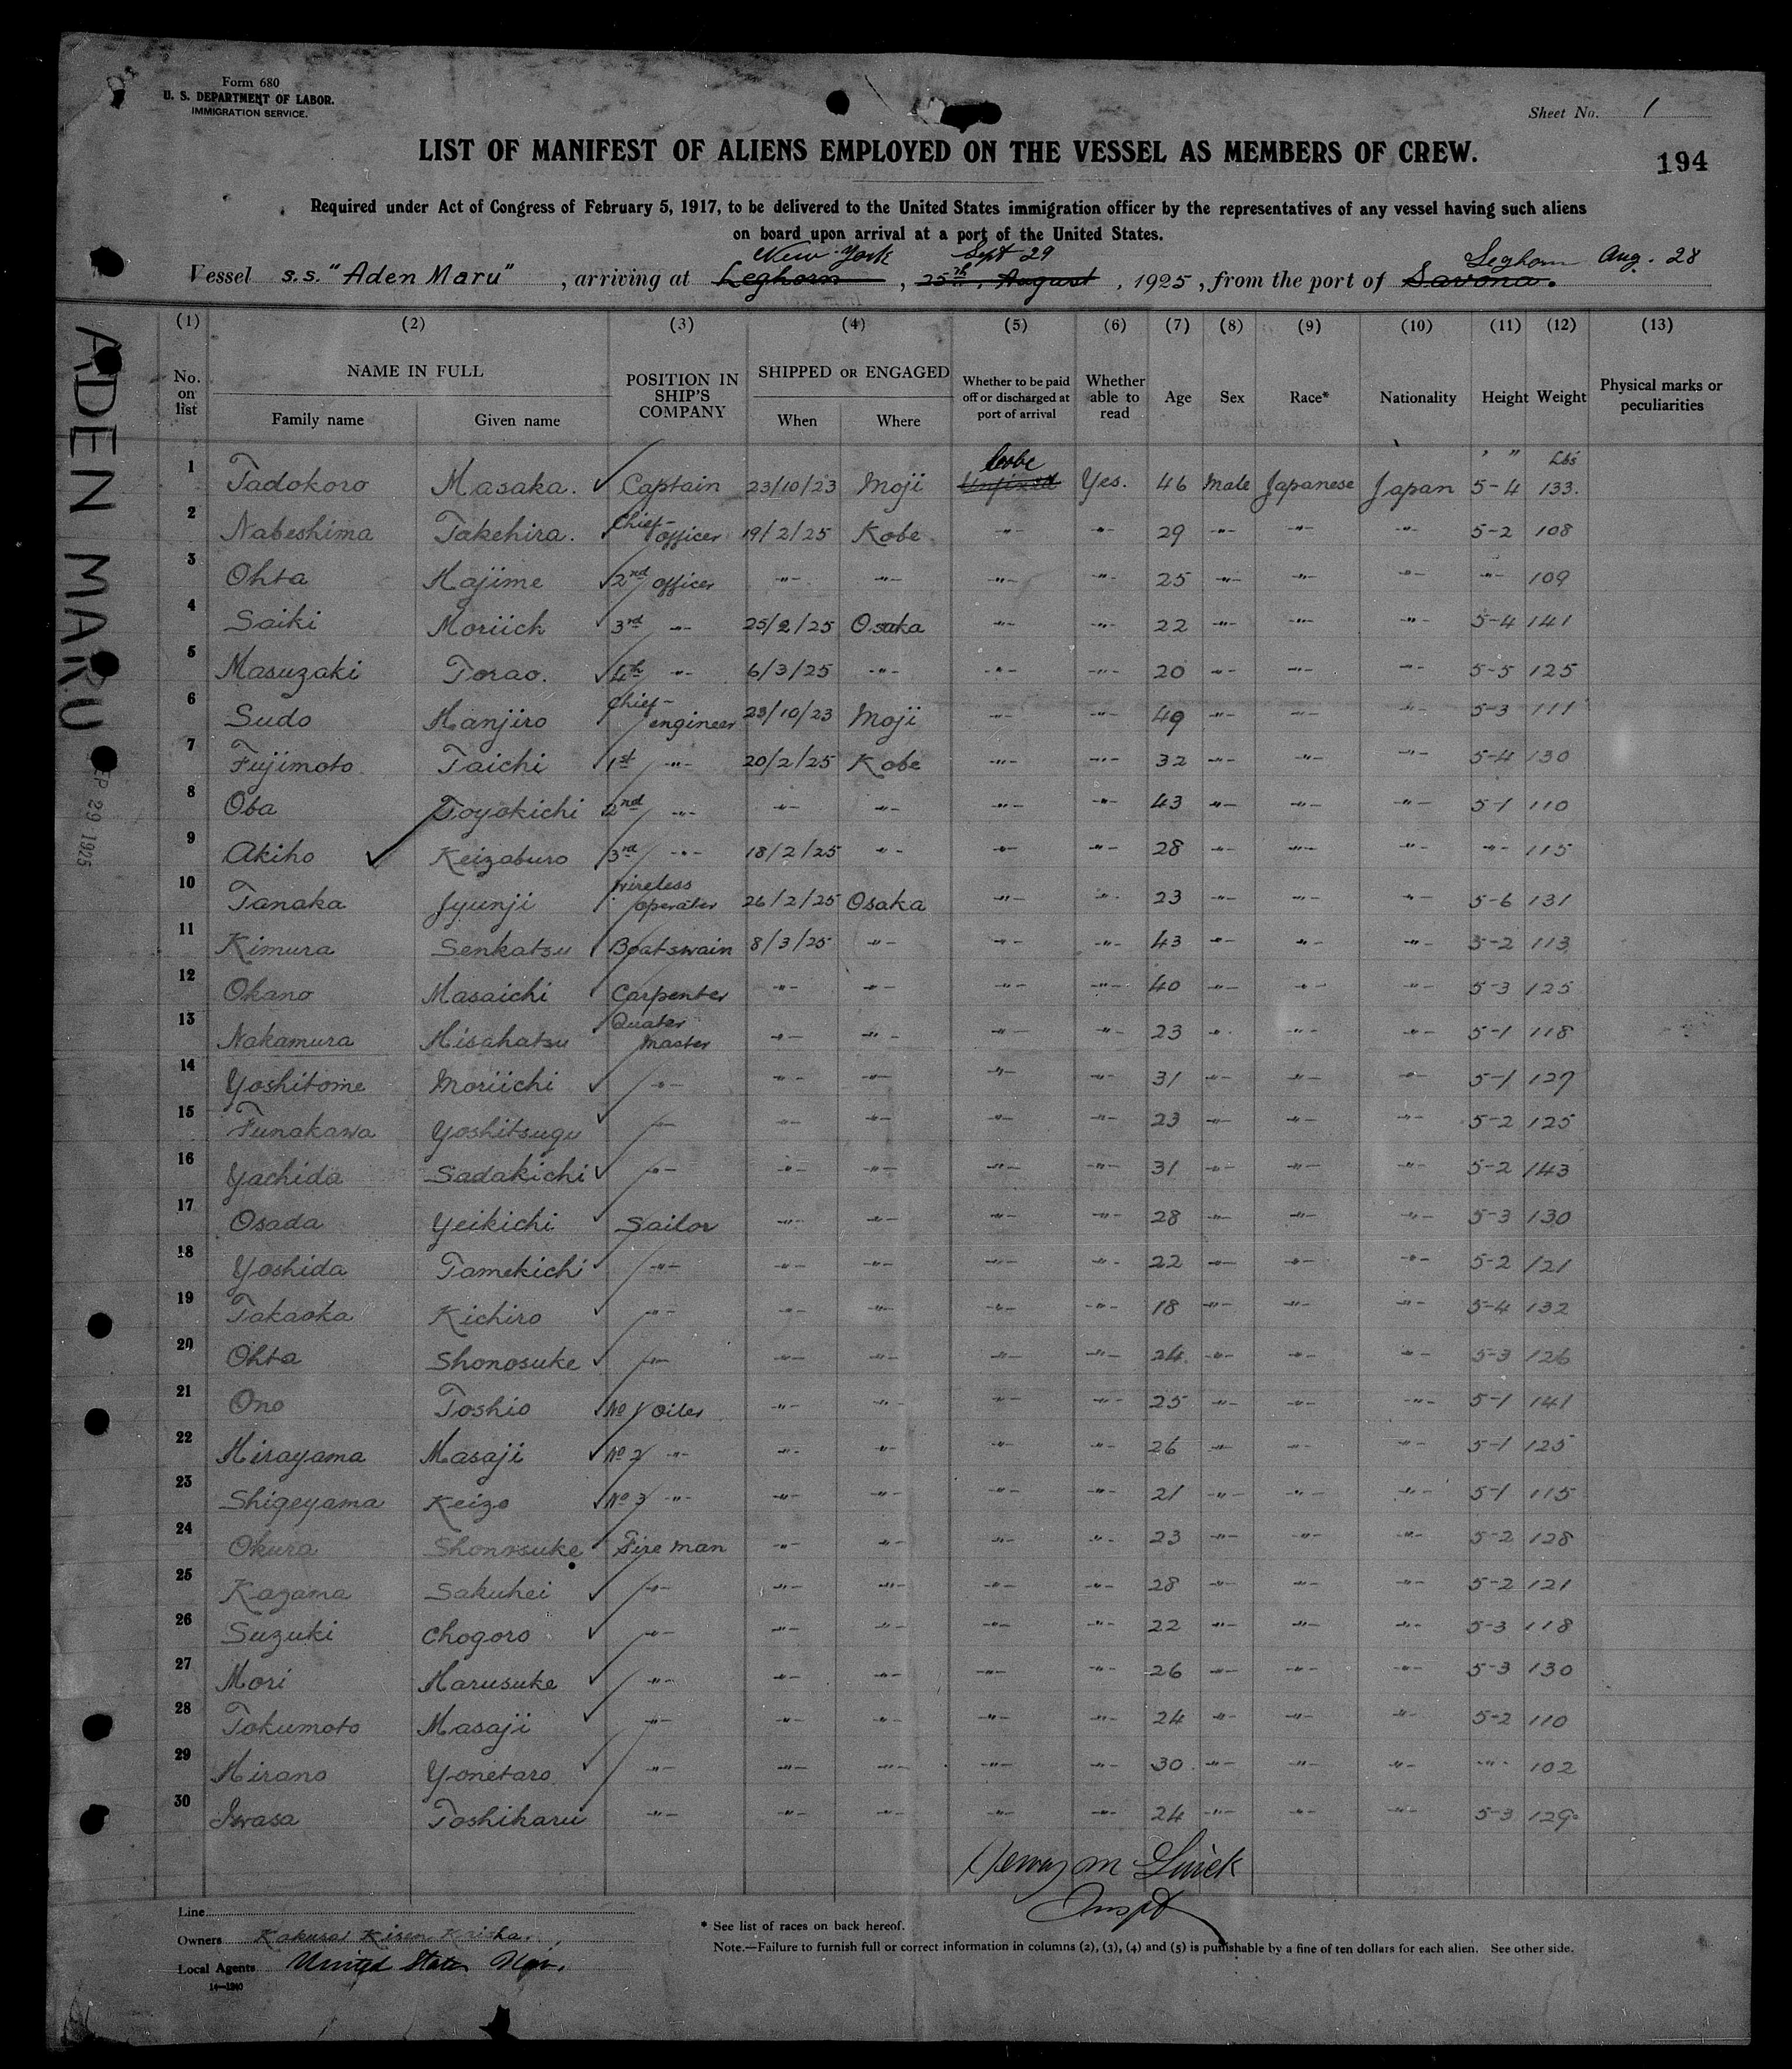 Form 680
U. S. DEPARTMENT OF LABOR.
IMMIGRATION SERVICE.
Sheet No. 1
LIST OF MANIFEST OF ALIENS EMPLOYED ON THE VESSEL AS MEMBERS OF CREW.
194
Required under Act of Congress of February 5, 1917, to be delivered to the United States immigration officer by the representatives of any vessel having such aliens
on board upon arrival at a port of the United States.
New York Sept 29 Leghorn Aug. 28
Vessel s.s. "Aden Maru" , arriving at Leghorn , 25th, August , 1925 , from the port of Savona.
ADEN MARU
EP 29 1925
(1) (2) (3) (4) (5) (6) (7) (8) (9) (10) (11) (12) (13)
No. on list NAME IN FULL POSITION IN SHIP'S COMPANY SHIPPED OR ENGAGED Whether to be paid off or discharged at port of arrival Whether able to read Age Sex Race* Nationality Height Weight Physical marks or peculiarities
Family name Given name When Where
' " Lbs
1 Tadokoro Masaka. Captain 23/10/23 Moji Unfixed Yes. 46 Male Japanese Japan 5-4 133.
2 Nabeshima Takehira. Chief-officer 19/2/25 Kobe -"- -"- 29 -"- -"- -"- 5-2 108
3 Ohta Hajime 2nd officer -"- -"- -"- -"- 25 -"- -"- -"- -"- 109
4 Saiki Moriich 3rd -"- 25/2/25 Osaka -"- -"- 22 -"- -"- -"- 5-4 141
5 Masuzaki Torao. 4th -"- 6/3/25 -"- -"- -"- 20 -"- -"- -"- 5-5 125
6 Sudo Hanjiro Chief-engineer 23/10/23 Moji -"- -"- 49 -"- -"- -"- 5-3 111
7 Fujimoto Taichi 1st -"- 20/2/25 Kobe -"- -"- 32 -"- -"- -"- 5-4 130
8 Oba Toyokichi 2nd -"- -"- -"- -"- -"- 43 -"- -"- -"- 5-1 110
9 Akiho Keizaburo 3rd -"- 18/2/25 -"- -"- -"- 28 -"- -"- -"- -"- 115
10 Tanaka Jyunji Wireless operater 26/2/25 Osaka -"- -"- 23 -"- -"- -"- 5-6 131
11 Kimura Senkatsu Boatswain 8/3/25 -"- -"- -"- 43 -"- -"- -"- 5-2 113
12 Okano Masaichi Carpenter -"- -"- -"- -"- 40 -"- -"- -"- 5-3 125
13 Nakamura Hisahatsu Quater master -"- -"- -"- -"- 23 -"- -"- -"- 5-1 118
14 Yoshitome Moriichi -"- -"- -"- -"- -"- 31 -"- -"- -"- 5-1 127
15 Funakawa Yoshitsugu -"- -"- -"- -"- -"- 23 -"- -"- -"- 5-2 125
16 Yachida Sadakichi -"- -"- -"- -"- -"- 31 -"- -"- -"- 5-2 143
17 Osada Yeikichi Sailor -"- -"- -"- -"- 28 -"- -"- -"- 5-3 130
18 Yoshida Tamekichi -"- -"- -"- -"- -"- 22 -"- -"- -"- 5-2 121
19 Takaoka Kichiro -"- -"- -"- -"- -"- 18 -"- -"- -"- 5-4 132
20 Ohta Shonosuke -"- -"- -"- -"- -"- 24 -"- -"- -"- 5-3 126
21 Ono Toshio No 1 Oiler -"- -"- -"- -"- 25 -"- -"- -"- 5-1 141
22 Hirayama Masaji No 2 -"- -"- -"- -"- -"- 26 -"- -"- -"- 5-1 125
23 Shigeyama Keizo No 3 -"- -"- -"- -"- -"- 21 -"- -"- -"- 5-1 115
24 Okura Shonosuke Fire man -"- -"- -"- -"- 23 -"- -"- -"- 5-2 128
25 Kazama Sakuhei -"- -"- -"- -"- -"- 28 -"- -"- -"- 5-2 121
26 Suzuki Chogoro -"- -"- -"- -"- -"- 22 -"- -"- -"- 5-3 118
27 Mori Harusuke -"- -"- -"- -"- -"- 26 -"- -"- -"- 5-3 130
28 Tokumoto Masaji -"- -"- -"- -"- -"- 24 -"- -"- -"- 5-2 110
29 Hirano Yonetaro -"- -"- -"- -"- -"- 30 -"- -"- -"- -"- 102
30 Iwasa Toshiharu -"- -"- -"- -"- -"- 24 -"- -"- -"- 5-3 129
M
Inspt
Line
Owners Kisen
Local Agents United States
14-1240
* See list of races on back hereof.
Note.—Failure to furnish full or correct information in columns (2), (3), (4) and (5) is punishable by a fine of ten dollars for each alien. See other side.